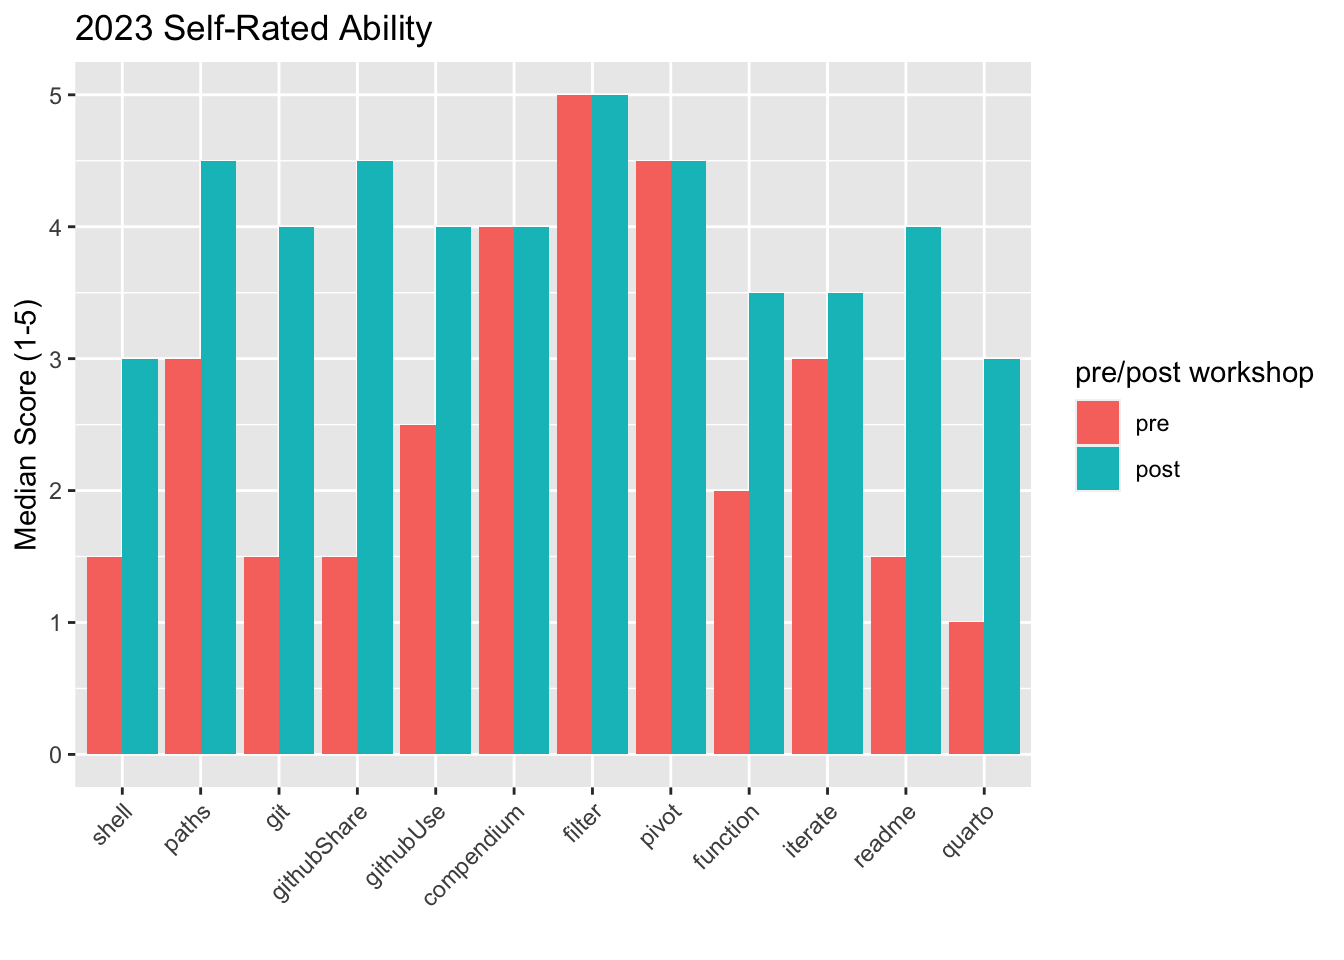 2023 Self-Rated Ability
Median Score (1-5)
5
4
3
2
1
0
shell
paths
git
githubShare
githubUse
compendium
filter
pivot
function
iterate
readme
quarto
pre/post workshop
pre
post